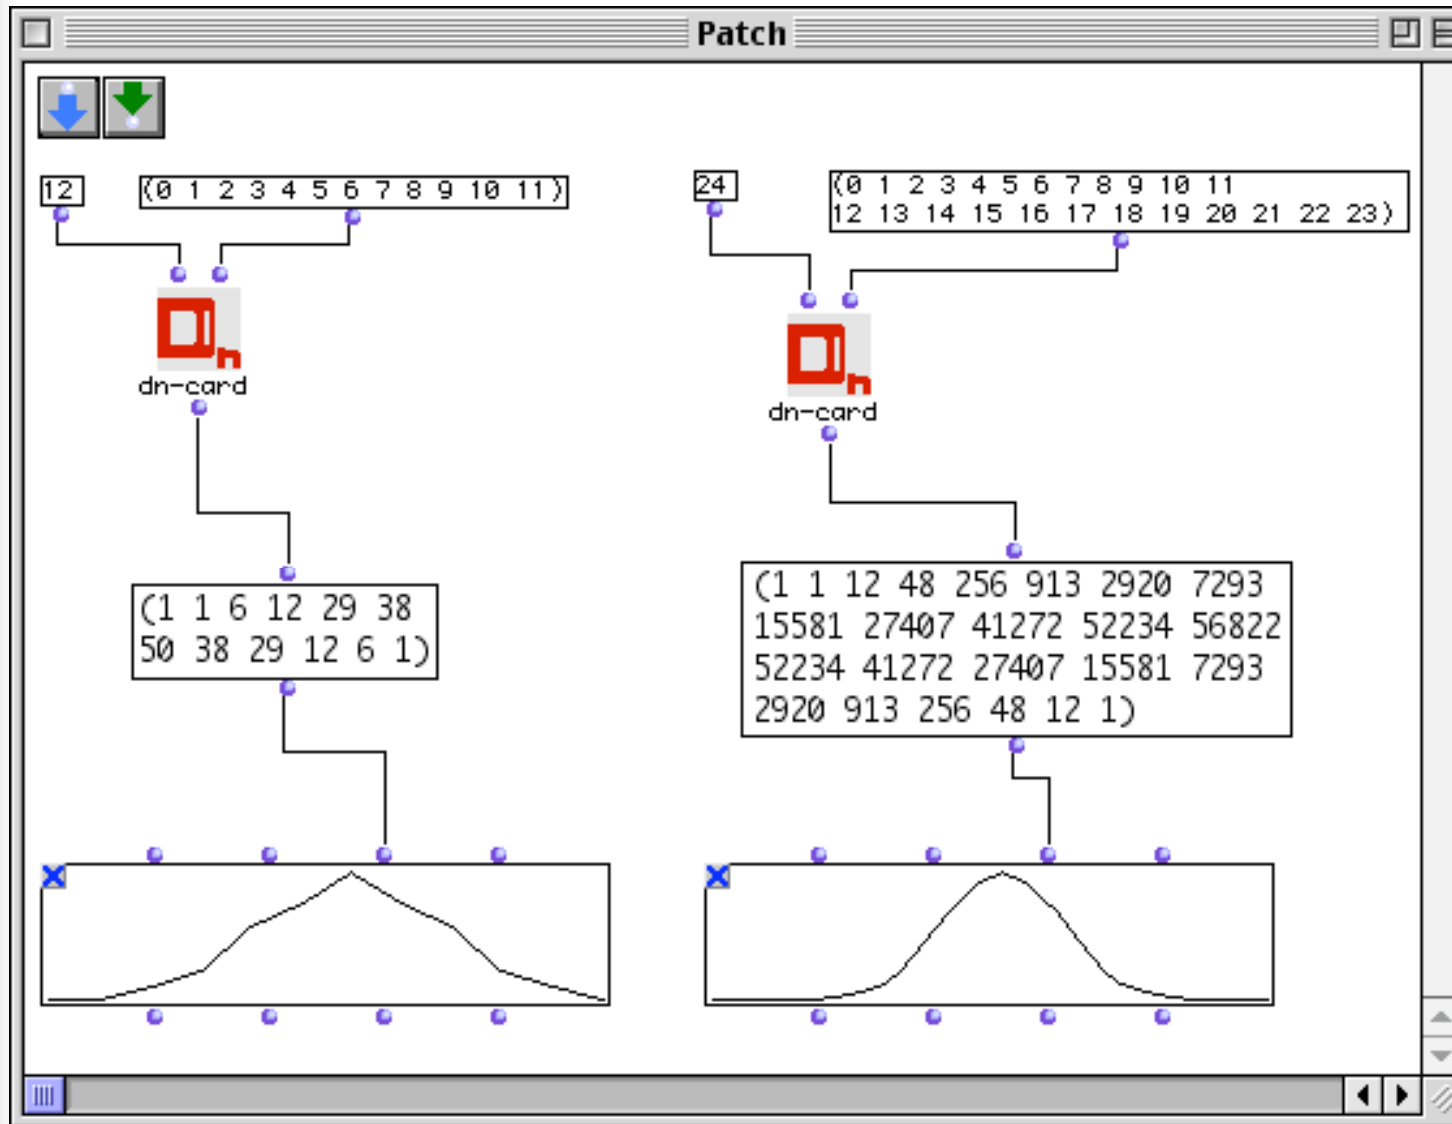 Patch
12
(0 1 2 3 4 5 6 7 8 9 10 11)
24
(0 1 2 3 4 5 6 7 8 9 10 11
12 13 14 15 16 17 18 19 20 21 22 23)
Dn
dn-card
Dn
dn-card
(1 1 6 12 29 38
50 38 29 12 6 1)
(1 1 12 48 256 913 2920 7293
15581 27407 41272 52234 56822
52234 41272 27407 15581 7293
2920 913 256 48 12 1)